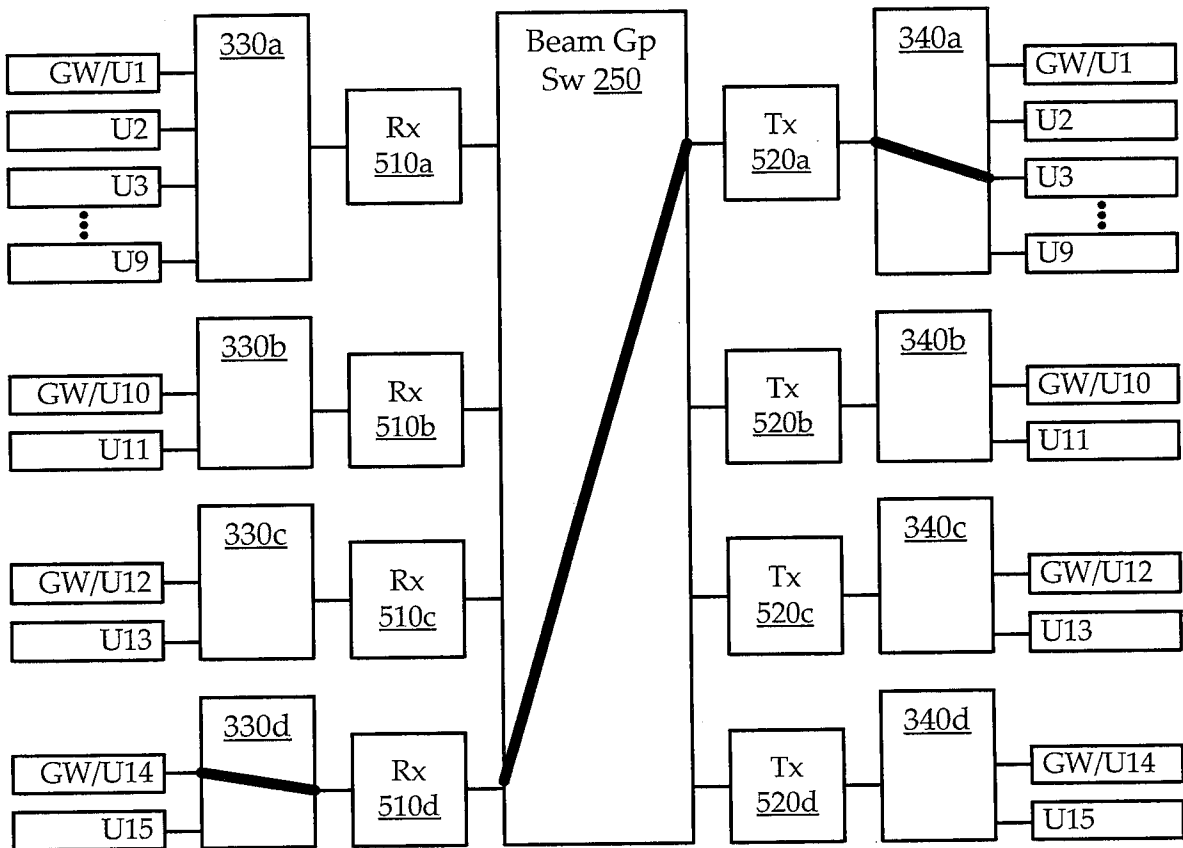 330a
GW/U1
U2
U3
U9
Rx
510a
Beam Gp
Sw 250
Tx
520a
340a
GW/U1
U2
U3
U9
330b
GW/U10
U11
Rx
510b
Tx
520b
340b
GW/U10
U11
330c
GW/U12
U13
Rx
510c
Tx
520c
340c
GW/U12
U13
330d
GW/U14
U15
Rx
510d
Tx
520d
340d
GW/U14
U15